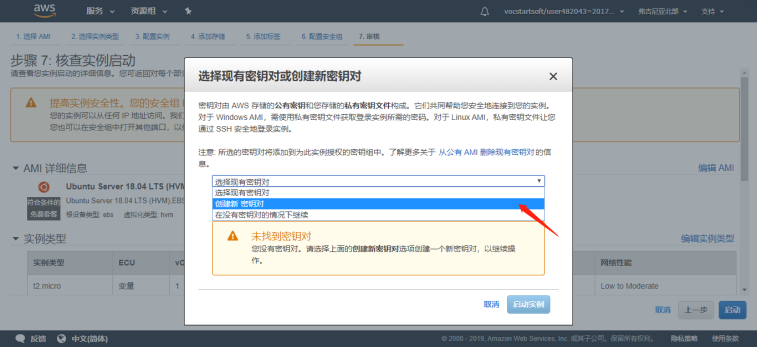 aws 服务 资源组 vocstartsoft/user482043=2017... 弗吉尼亚北部 支持
1. 选择 AMI 2. 选择实例类型 3. 配置实例 4. 添加存储 5. 添加标签 6. 配置安全组 7. 审核
步骤 7: 核查实例启动
请查看您实例启动的详细信息。您可返回对每个部分
提高实例安全性。您的安全组
您的实例可以从任何 IP 地址访问。我们
您也可以在安全组中打开其他端口，以
AMI 详细信息
编辑 AMI
Ubuntu Server 18.04 LTS (HVM)
符合条件的
免费套餐
Ubuntu Server 18.04 LTS (HVM),EBS
根设备类型: ebs 虚拟化类型: hvm
实例类型
编辑实例类型
实例类型 ECU vC 网络性能
t2.micro 变量 1 Low to Moderate
选择现有密钥对或创建新密钥对
密钥对由 AWS 存储的公有密钥和您存储的私有密钥文件构成。它们共同帮助您安全地连接到您的实例。
对于 Windows AMI，需使用私有密钥文件获取登录实例所需的密码。对于 Linux AMI，私有密钥文件让您
通过 SSH 安全地登录实例。
注意: 所选的密钥对将添加到为此实例授权的密钥组中。了解更多关于 从公有 AMI 删除现有密钥对 的信
息。
选择现有密钥对
选择现有密钥对
创建新 密钥对
在没有密钥对的情况下继续
未找到密钥对
您没有密钥对。请选择上面的创建新密钥对选项创建一个新密钥对，以继续操
作。
取消 启动实例
取消 上一步 启动
反馈 中文(简体) © 2008 - 2019, Amazon Web Services, Inc. 或其子公司。保留所有权利。 隐私策略 使用条款